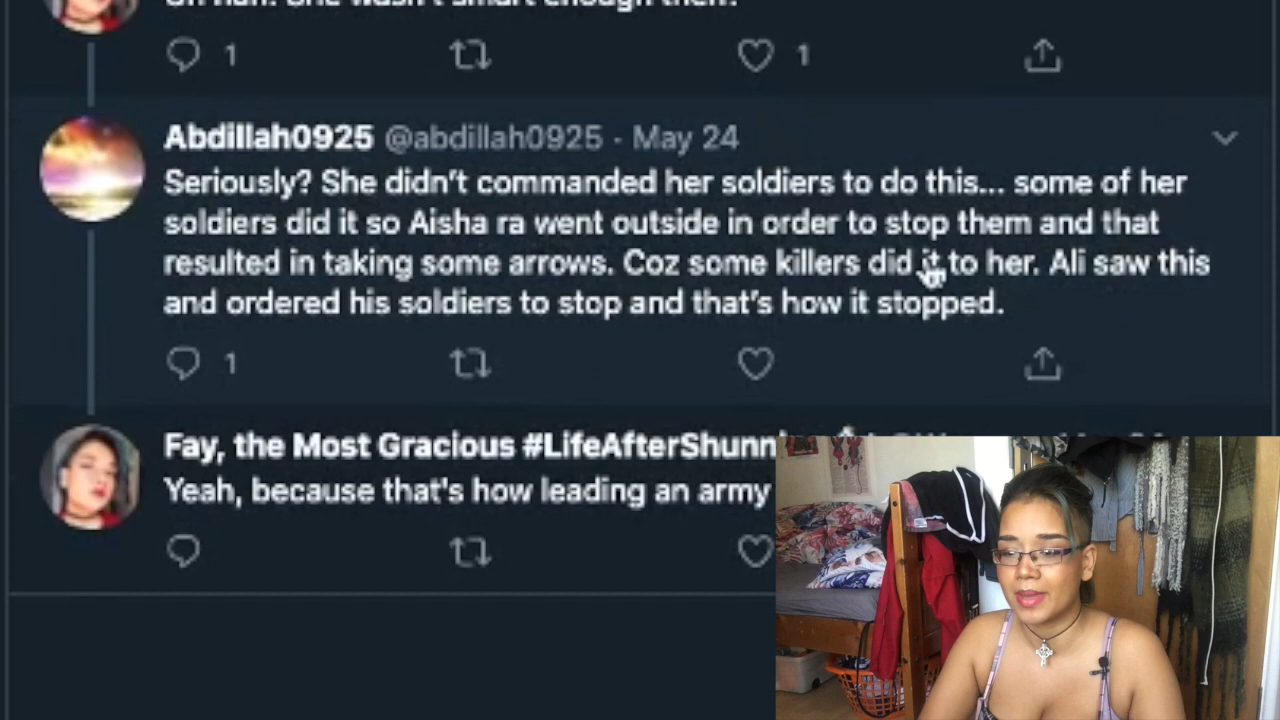 1
1
Abdillah0925 @abdillah0925 · May 24
Seriously? She didn't commanded her soldiers to do this... some of her
soldiers did it so Aisha ra went outside in order to stop them and that
resulted in taking some arrows. Coz some killers did it to her. Ali saw this
and ordered his soldiers to stop and that's how it stopped.
1
Fay, the Most Gracious
Yeah, because that's how leading an army